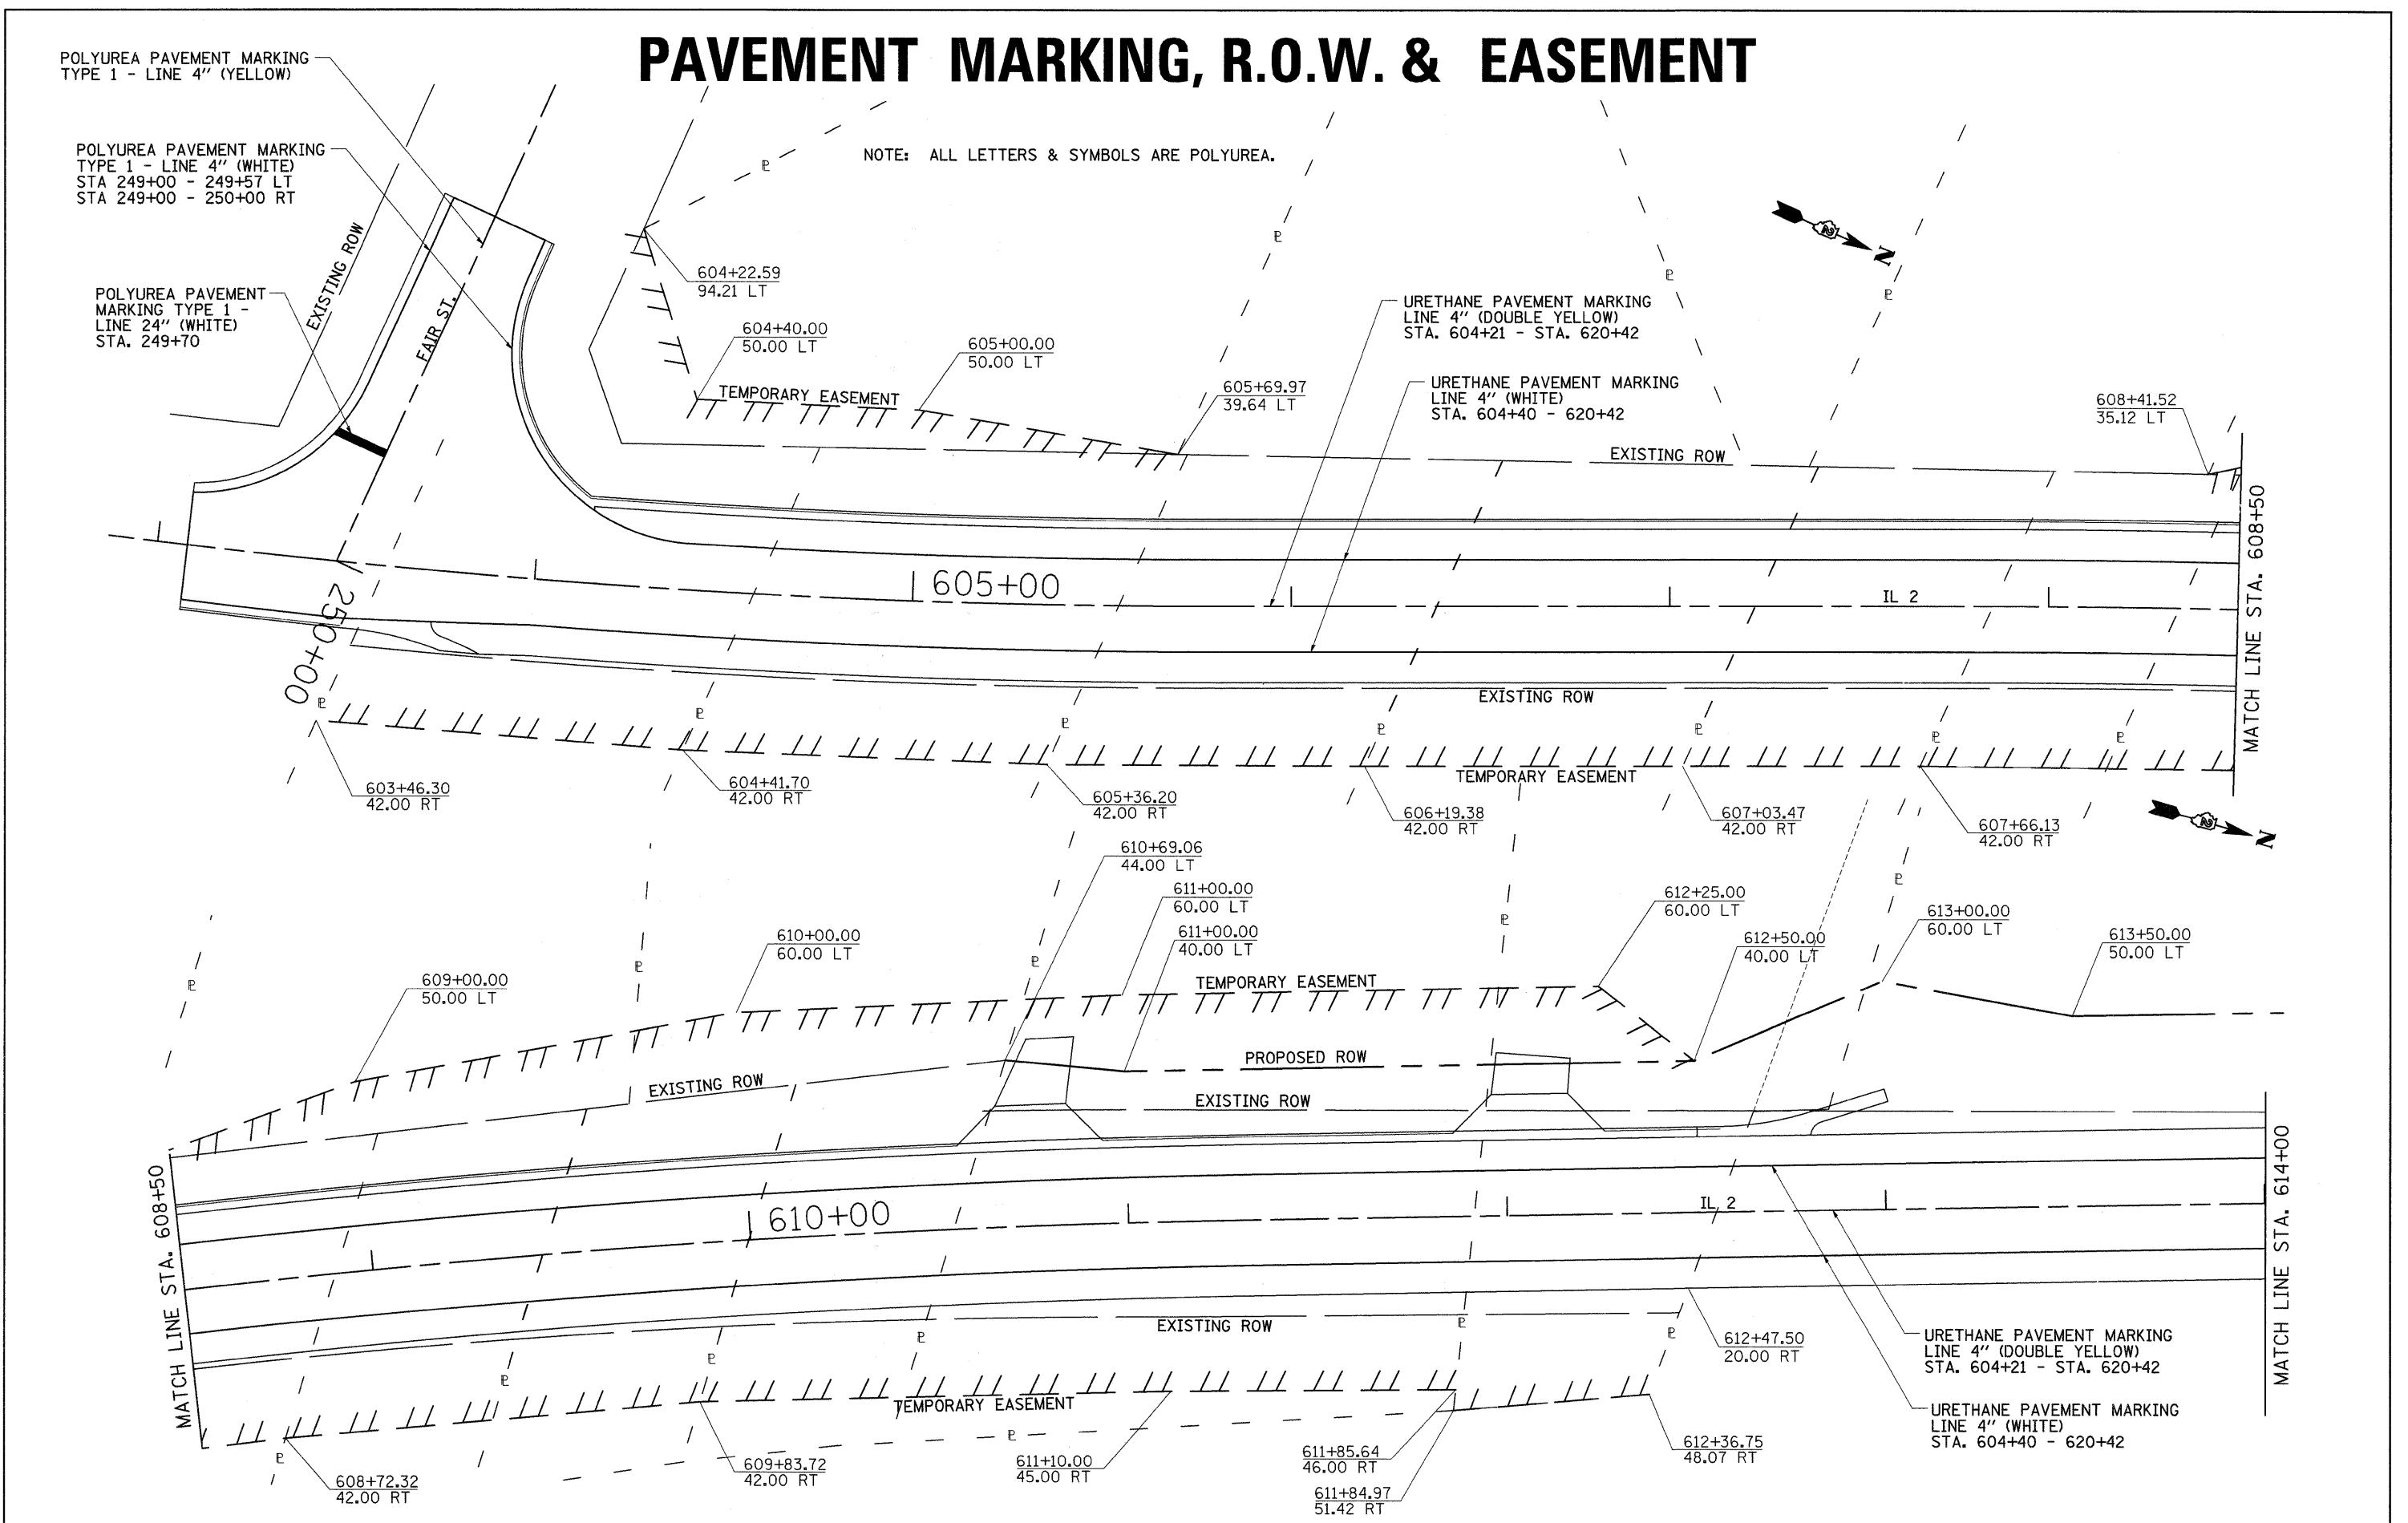 PAVEMENT MARKING, R.O.W. & EASEMENT
POLYUREA PAVEMENT MARKING
TYPE 1 - LINE 4" (YELLOW)
NOTE: ALL LETTERS & SYMBOLS ARE POLYUREA.
POLYUREA PAVEMENT MARKING
TYPE 1 - LINE 4" (WHITE)
STA 249+00 - 249+57 LT
STA 249+00 - 250+00 RT
POLYUREA PAVEMENT
MARKING TYPE 1 -
LINE 24" (WHITE)
STA. 249+70
EXISTING ROW
FAIR ST.
250+00
604+22.59
94.21 LT
604+40.00
50.00 LT
605+00.00
50.00 LT
TEMPORARY EASEMENT
605+69.97
39.64 LT
URETHANE PAVEMENT MARKING
LINE 4" (DOUBLE YELLOW)
STA. 604+21 - STA. 620+42
URETHANE PAVEMENT MARKING
LINE 4" (WHITE)
STA. 604+40 - 620+42
2
N
608+41.52
35.12 LT
EXISTING ROW
605+00
IL 2
MATCH LINE STA. 608+50
EXISTING ROW
TEMPORARY EASEMENT
603+46.30
42.00 RT
604+41.70
42.00 RT
605+36.20
42.00 RT
606+19.38
42.00 RT
607+03.47
42.00 RT
607+66.13
42.00 RT
2
N
609+00.00
50.00 LT
610+00.00
60.00 LT
610+69.06
44.00 LT
611+00.00
60.00 LT
611+00.00
40.00 LT
612+25.00
60.00 LT
612+50.00
40.00 LT
613+00.00
60.00 LT
613+50.00
50.00 LT
TEMPORARY EASEMENT
PROPOSED ROW
EXISTING ROW
EXISTING ROW
MATCH LINE STA. 608+50
610+00
IL 2
MATCH LINE STA. 614+00
EXISTING ROW
TEMPORARY EASEMENT
608+72.32
42.00 RT
609+83.72
42.00 RT
611+10.00
45.00 RT
611+85.64
46.00 RT
611+84.97
51.42 RT
612+47.50
20.00 RT
612+36.75
48.07 RT
URETHANE PAVEMENT MARKING
LINE 4" (DOUBLE YELLOW)
STA. 604+21 - STA. 620+42
URETHANE PAVEMENT MARKING
LINE 4" (WHITE)
STA. 604+40 - 620+42